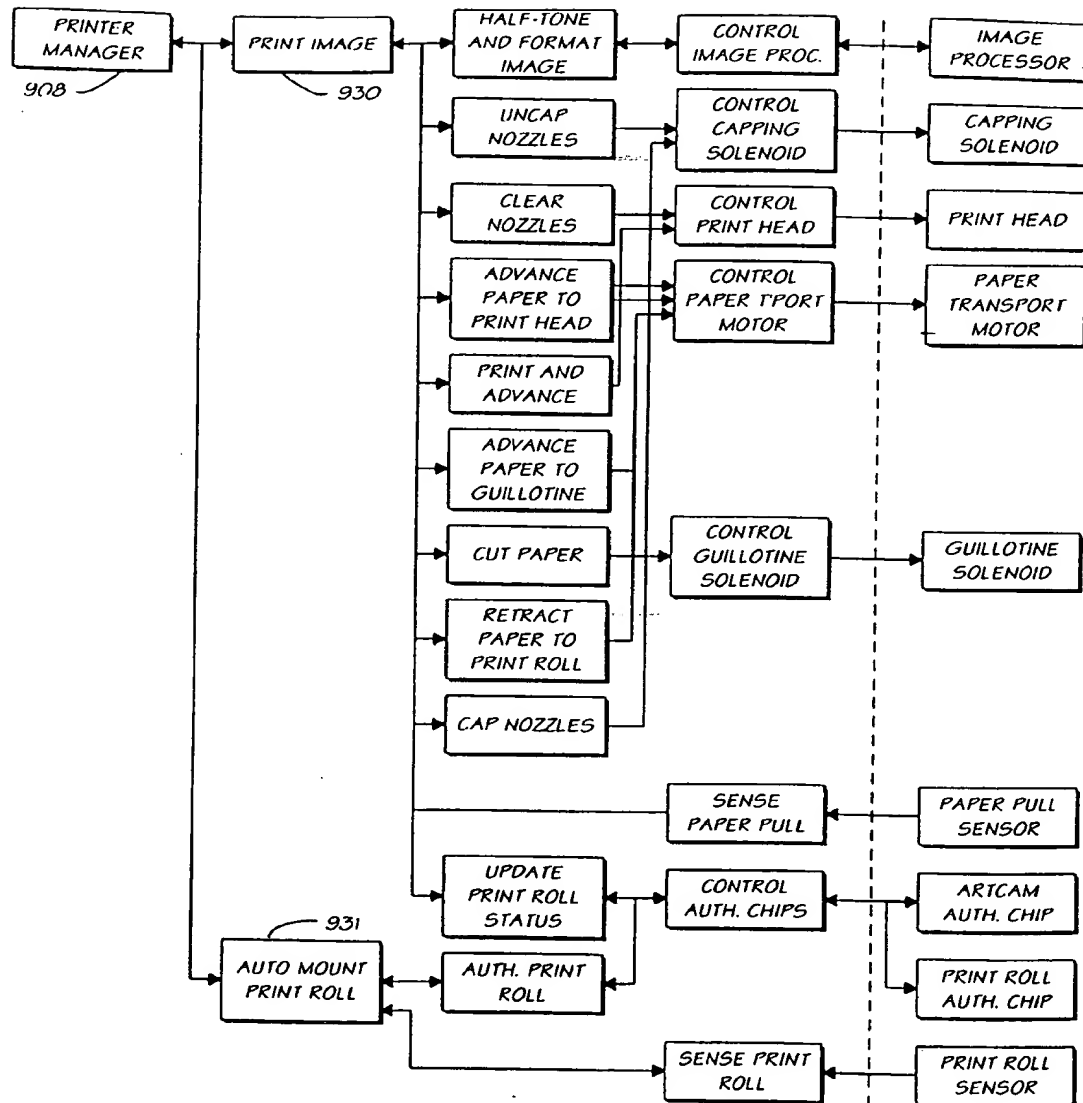 PRINTER
MANAGER
908
PRINT IMAGE
930
HALF-TONE
AND FORMAT
IMAGE
CONTROL
IMAGE PROC.
IMAGE
PROCESSOR
UNCAP
NOZZLES
CONTROL
CAPPING
SOLENOID
CAPPING
SOLENOID
CLEAR
NOZZLES
CONTROL
PRINT HEAD
PRINT HEAD
ADVANCE
PAPER TO
PRINT HEAD
CONTROL
PAPER T'PORT
MOTOR
PAPER
TRANSPORT
MOTOR
PRINT AND
ADVANCE
ADVANCE
PAPER TO
GUILLOTINE
CUT PAPER
CONTROL
GUILLOTINE
SOLENOID
GUILLOTINE
SOLENOID
RETRACT
PAPER TO
PRINT ROLL
CAP NOZZLES
SENSE
PAPER PULL
PAPER PULL
SENSOR
UPDATE
PRINT ROLL
STATUS
CONTROL
AUTH. CHIPS
ARTCAM
AUTH. CHIP
931
AUTO MOUNT
PRINT ROLL
AUTH. PRINT
ROLL
PRINT ROLL
AUTH. CHIP
SENSE PRINT
ROLL
PRINT ROLL
SENSOR